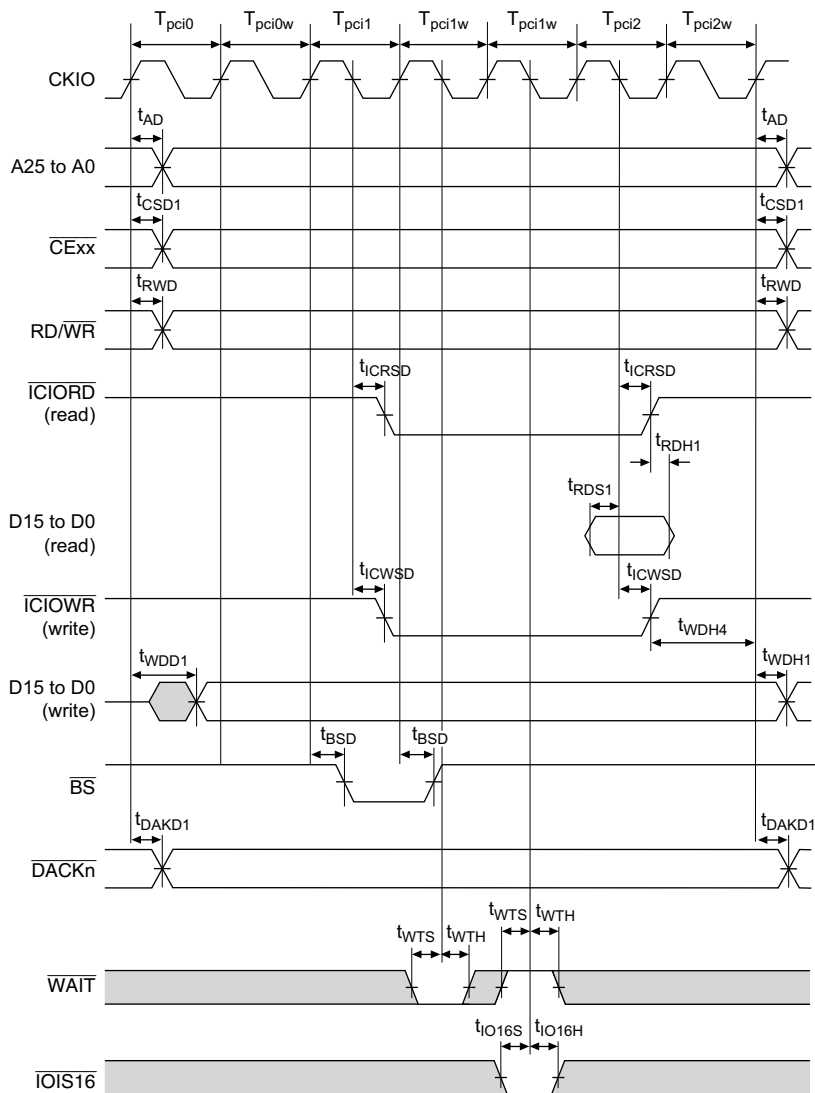 Tpci0 Tpci0w Tpci1 Tpci1w Tpci1w Tpci2 Tpci2w
CKIO
tAD tAD
A25 to A0
tCSD1 tCSD1
CExx
tRWD tRWD
RD/WR
tICRSD tICRSD
ICIORD
(read)
tRDH1
tRDS1
D15 to D0
(read)
tICWSD tICWSD
ICIOWR
(write)
tWDH4
tWDD1 tWDH1
D15 to D0
(write)
tBSD tBSD
BS
tDAKD1 tDAKD1
DACKn
tWTS tWTH tWTS tWTH
WAIT
tIO16S tIO16H
IOIS16